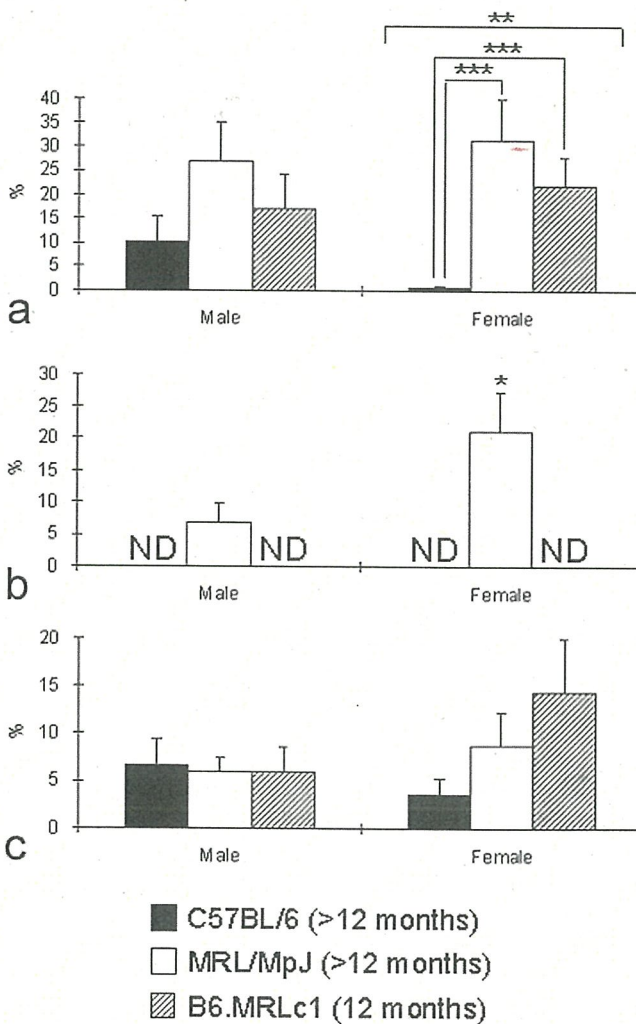 **
***
***
40
35
30
25
20
15
10
5
0
%
Male Female
a
30
25
20
15
10
5
0
%
*
ND ND ND ND
Male Female
b
20
15
10
5
0
%
Male Female
c
C57BL/6 (>12 months)
MRL/MpJ (>12 months)
B6.MRLc1 (12 months)